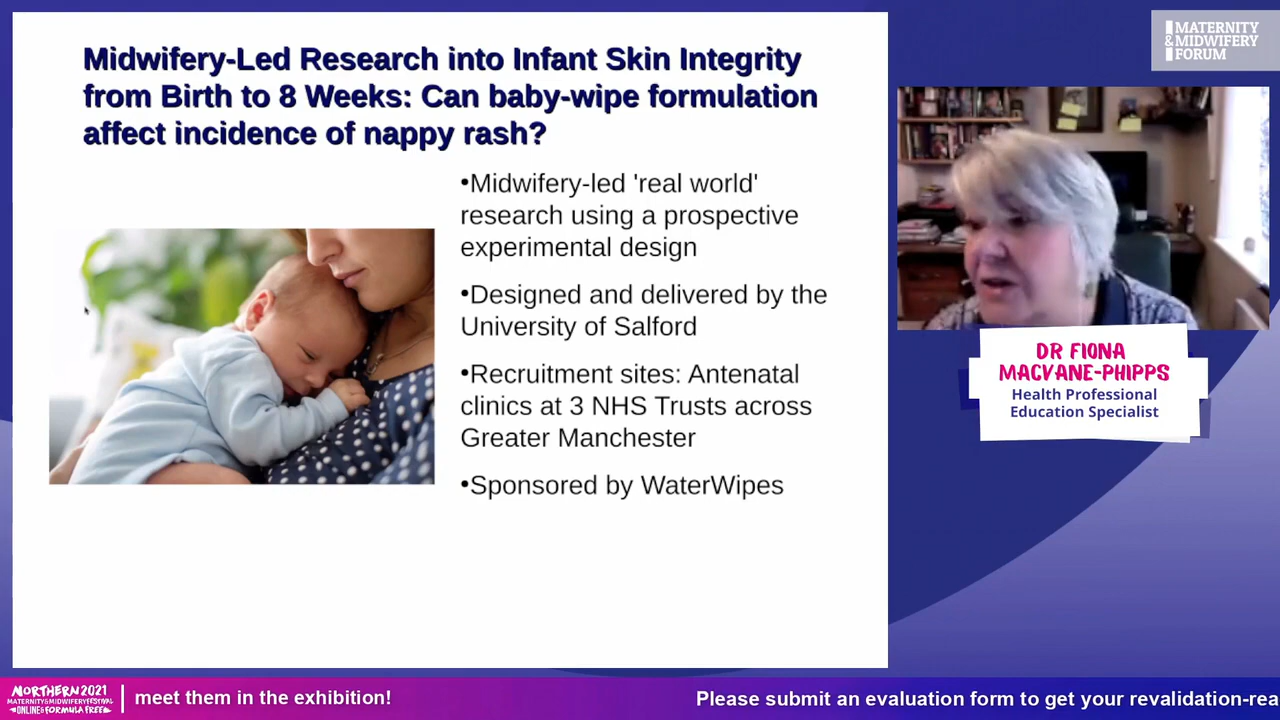 Midwifery-Led Research into Infant Skin Integrity
from Birth to 8 Weeks: Can baby-wipe formulation
affect incidence of nappy rash?
•Midwifery-led 'real world'
research using a prospective
experimental design
•Designed and delivered by the
University of Salford
•Recruitment sites: Antenatal
clinics at 3 NHS Trusts across
Greater Manchester
•Sponsored by WaterWipes
MATERNITY
&MIDWIFERY
FORUM
DR FIONA
MACVANE-PHIPPS
Health Professional
Education Specialist
NORTHERN 2021
MATERNITY&MIDWIFERY FESTIVAL
ONLINE & FORMULA FREE
meet them in the exhibition!
Please submit an evaluation form to get your revalidation-rea